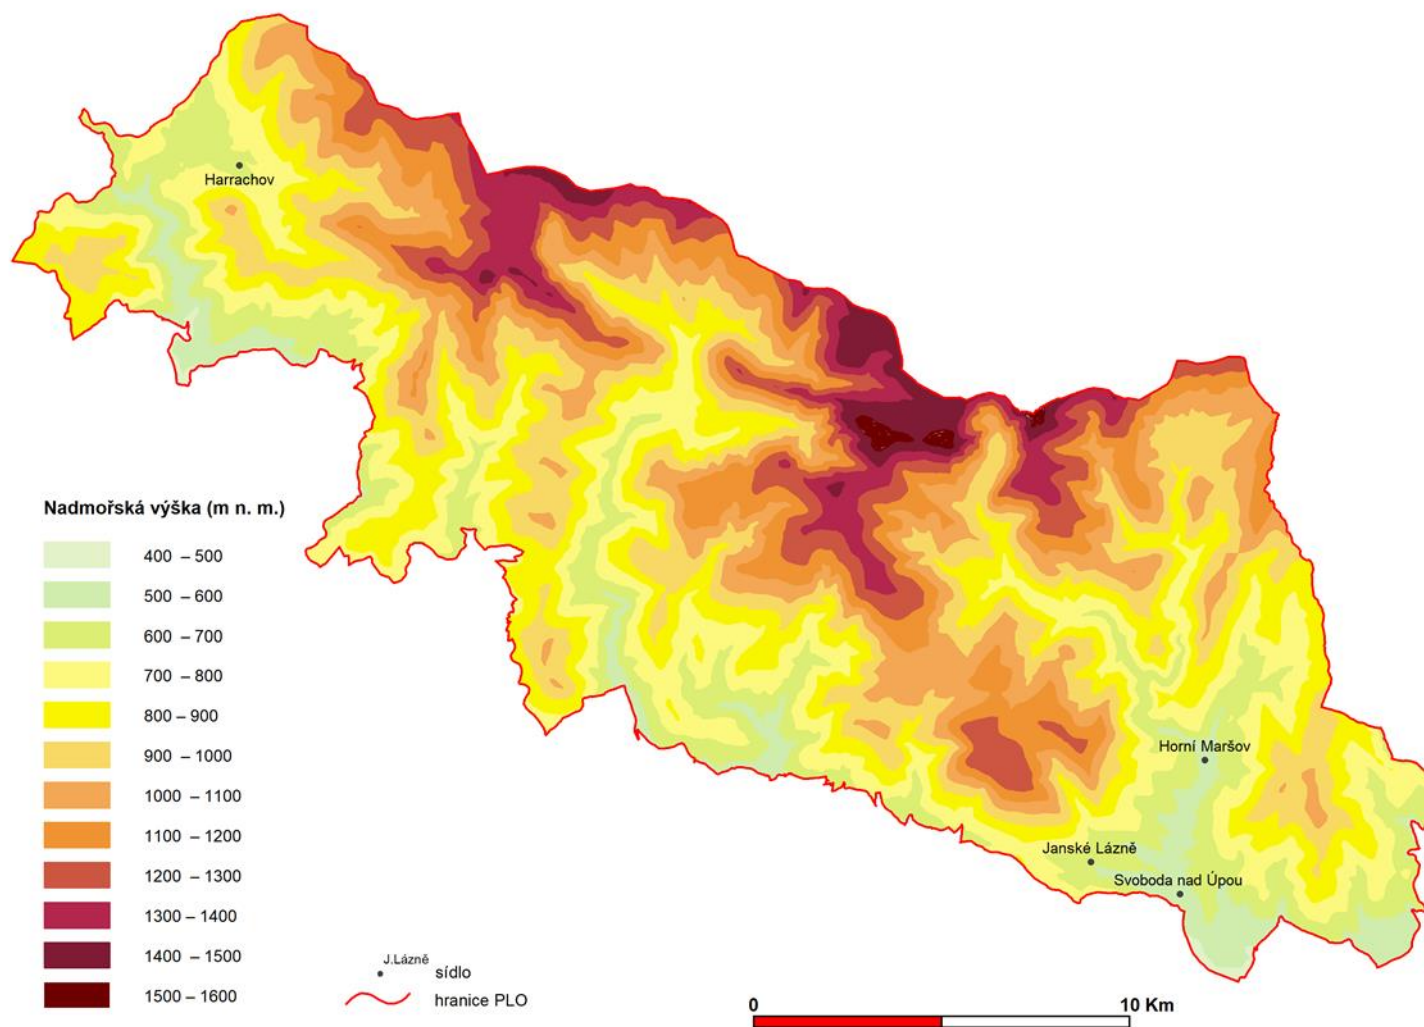 Harrachov
Nadmořská výška (m n. m.)
400 – 500
500 – 600
600 – 700
700 – 800
800 – 900
900 – 1000
1000 – 1100
1100 – 1200
1200 – 1300
1300 – 1400
1400 – 1500
1500 – 1600
Horní Maršov
Janské Lázně
Svoboda nad Úpou
J.Lázně
sídlo
hranice PLO
0
10 Km